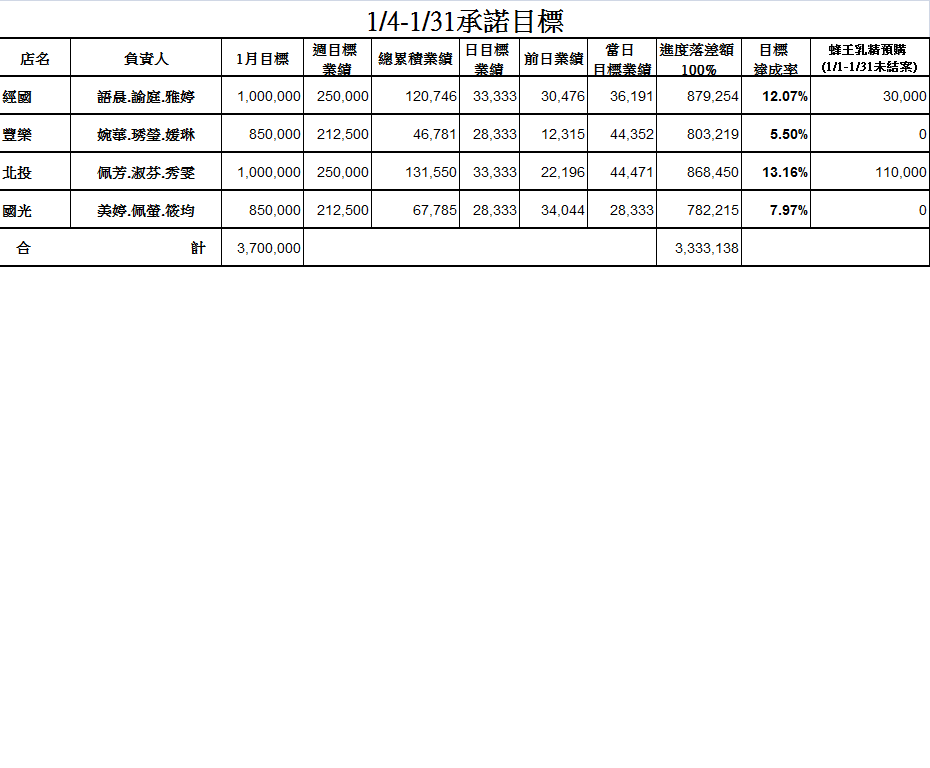 1/4-1/31承諾目標
店名 負責人 1月目標 週目標業績 總累積業績 日目標業績 前日業績 當日目標業績 進度落差額100% 目標達成率 蜂王乳精預購(1/1-1/31未結案)
經國 語晨.諭庭.雅婷 1,000,000 250,000 120,746 33,333 30,476 36,191 879,254 12.07% 30,000
豐樂 婉華.琇瑩.媛琳 850,000 212,500 46,781 28,333 12,315 44,352 803,219 5.50% 0
北投 佩芳.淑芬.秀雯 1,000,000 250,000 131,550 33,333 22,196 44,471 868,450 13.16% 110,000
國光 美婷.佩螢.筱均 850,000 212,500 67,785 28,333 34,044 28,333 782,215 7.97% 0
合計 3,700,000 3,333,138